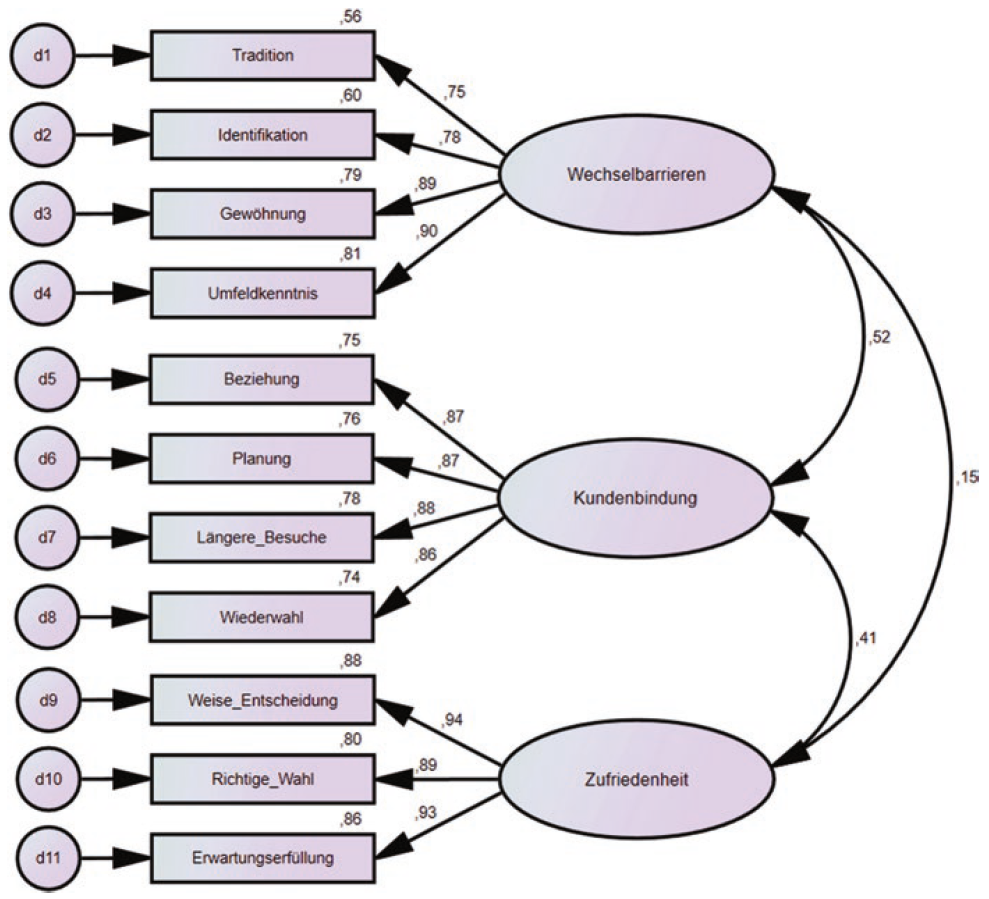 ,56
d1 Tradition
,75
,60
d2 Identifikation
,78
Wechselbarrieren
,79
d3 Gewöhnung
,89
,90
,81
d4 Umfeldkenntnis
,52
,75
d5 Beziehung
,87
,76
d6 Planung
,87
,15
Kundenbindung
,78
d7 Längere_Besuche
,88
,86
,74
d8 Wiederwahl
,41
,88
d9 Weise_Entscheidung
,94
,80
d10 Richtige_Wahl
,89
Zufriedenheit
,93
,86
d11 Erwartungserfüllung